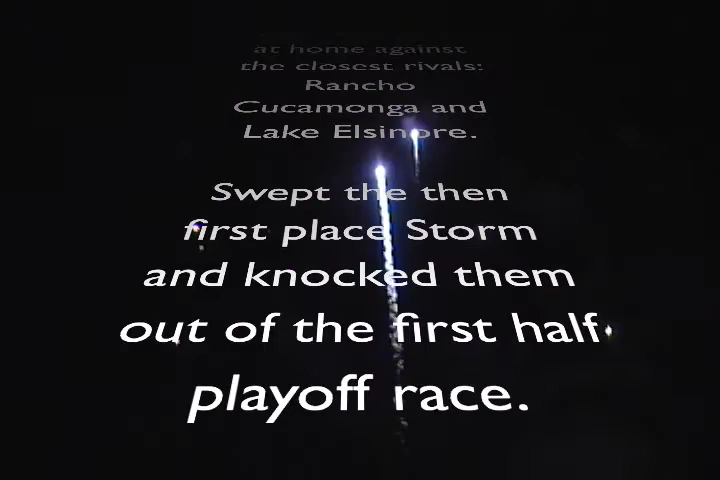 at home against
the closest rivals:
Rancho
Cucamonga and
Lake Elsinore.
Swept the then
first place Storm
and knocked them
out of the first half
playoff race.